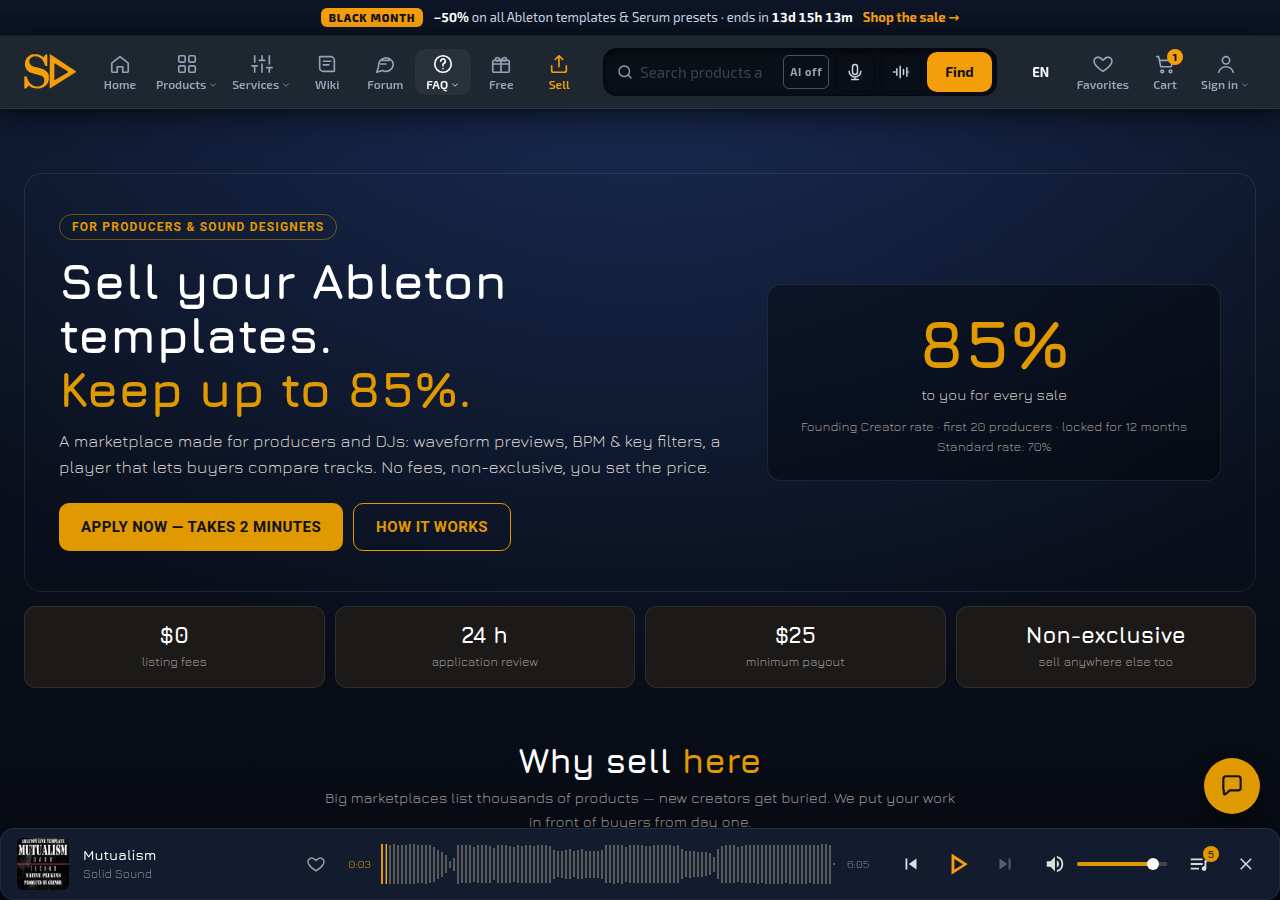 BLACK MONTH −50% on all Ableton templates & Serum presets · ends in 13d 15h 13m Shop the sale →
SD
Home Products Services Wiki Forum FAQ Free Sell
Search products a AI off Find
EN Favorites 1 Cart Sign in
FOR PRODUCERS & SOUND DESIGNERS
Sell your Ableton
templates.
Keep up to 85%.
A marketplace made for producers and DJs: waveform previews, BPM & key filters, a
player that lets buyers compare tracks. No fees, non-exclusive, you set the price.
APPLY NOW — TAKES 2 MINUTES HOW IT WORKS
85%
to you for every sale
Founding Creator rate · first 20 producers · locked for 12 months
Standard rate: 70%
$0
listing fees
24 h
application review
$25
minimum payout
Non-exclusive
sell anywhere else too
Why sell here
Big marketplaces list thousands of products — new creators get buried. We put your work
in front of buyers from day one.
MUTUALISM
Mutualism
Solid Sound
0:03 6:05 5